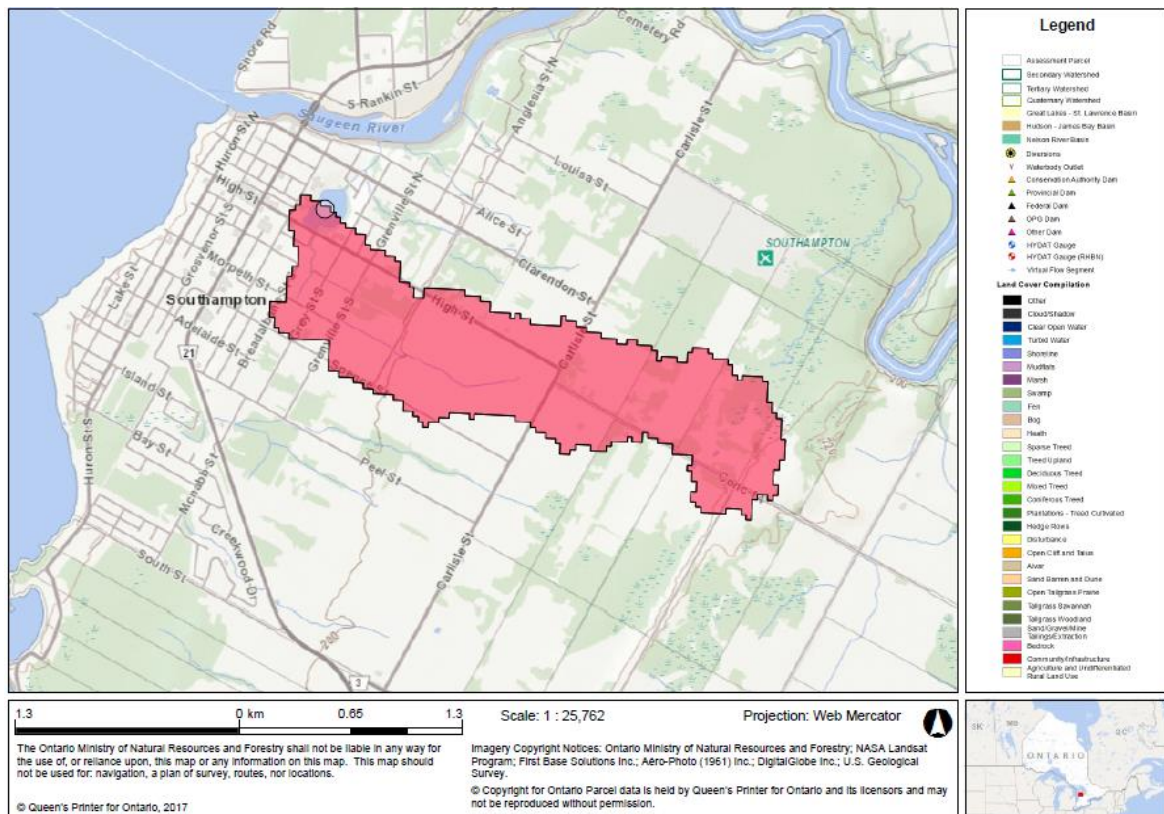 Shore Rd
Cemetery Rd
S Rankin St
Saugeen River
Anglesia St N
Carlisle St
Huron St N
Louisa St
High St
Grenville St N
Alice St
Grosvenor St S
SOUTHAMPTON
Lake St
Morpeth St
Clarendon St
Southampton
Grey St S
High St
Carlisle St
Adelaide St
Grenville St S
21
Island St
Huron St S
Bay St
Mcnabb St
Peel St
Creekwood Dr
Carlisle St
South St
200
3
Legend
Assessment Parcel
Secondary Watershed
Tertiary Watershed
Quaternary Watershed
Great Lakes - St. Lawrence Basin
Hudson - James Bay Basin
Nelson River Basin
Diversions
Waterbody Outlet
Conservation Authority Dam
Provincial Dam
Federal Dam
OPG Dam
Other Dam
HYDAT Gauge
HYDAT Gauge (RHBN)
Virtual Flow Segment
Land Cover Compilation
Other
Cloud/Shadow
Clear Open Water
Turbid Water
Shoreline
Mudflats
Marsh
Swamp
Fen
Bog
Heath
Sparse Treed
Treed Upland
Deciduous Treed
Mixed Treed
Coniferous Treed
Plantations - Treed Cultivated
Hedge Rows
Disturbance
Open Cliff and Talus
Alvar
Sand Barren and Dune
Open Tallgrass Prairie
Tallgrass Savannah
Tallgrass Woodland
Sand/Gravel/Mine
Tailings/Extraction
Bedrock
Community/Infrastructure
Agriculture and Undifferentiated
Rural Land Use
1.3 0 km 0.65 1.3
Scale: 1 : 25,762
Projection: Web Mercator
The Ontario Ministry of Natural Resources and Forestry shall not be liable in any way for
the use of, or reliance upon, this map or any information on this map. This map should
not be used for: navigation, a plan of survey, routes, nor locations.
© Queen's Printer for Ontario, 2017
Imagery Copyright Notices: Ontario Ministry of Natural Resources and Forestry; NASA Landsat
Program; First Base Solutions Inc.; Aéro-Photo (1961) Inc.; DigitalGlobe Inc.; U.S. Geological
Survey.
© Copyright for Ontario Parcel data is held by Queen's Printer for Ontario and its licensors and may
not be reproduced without permission.
ONTARIO